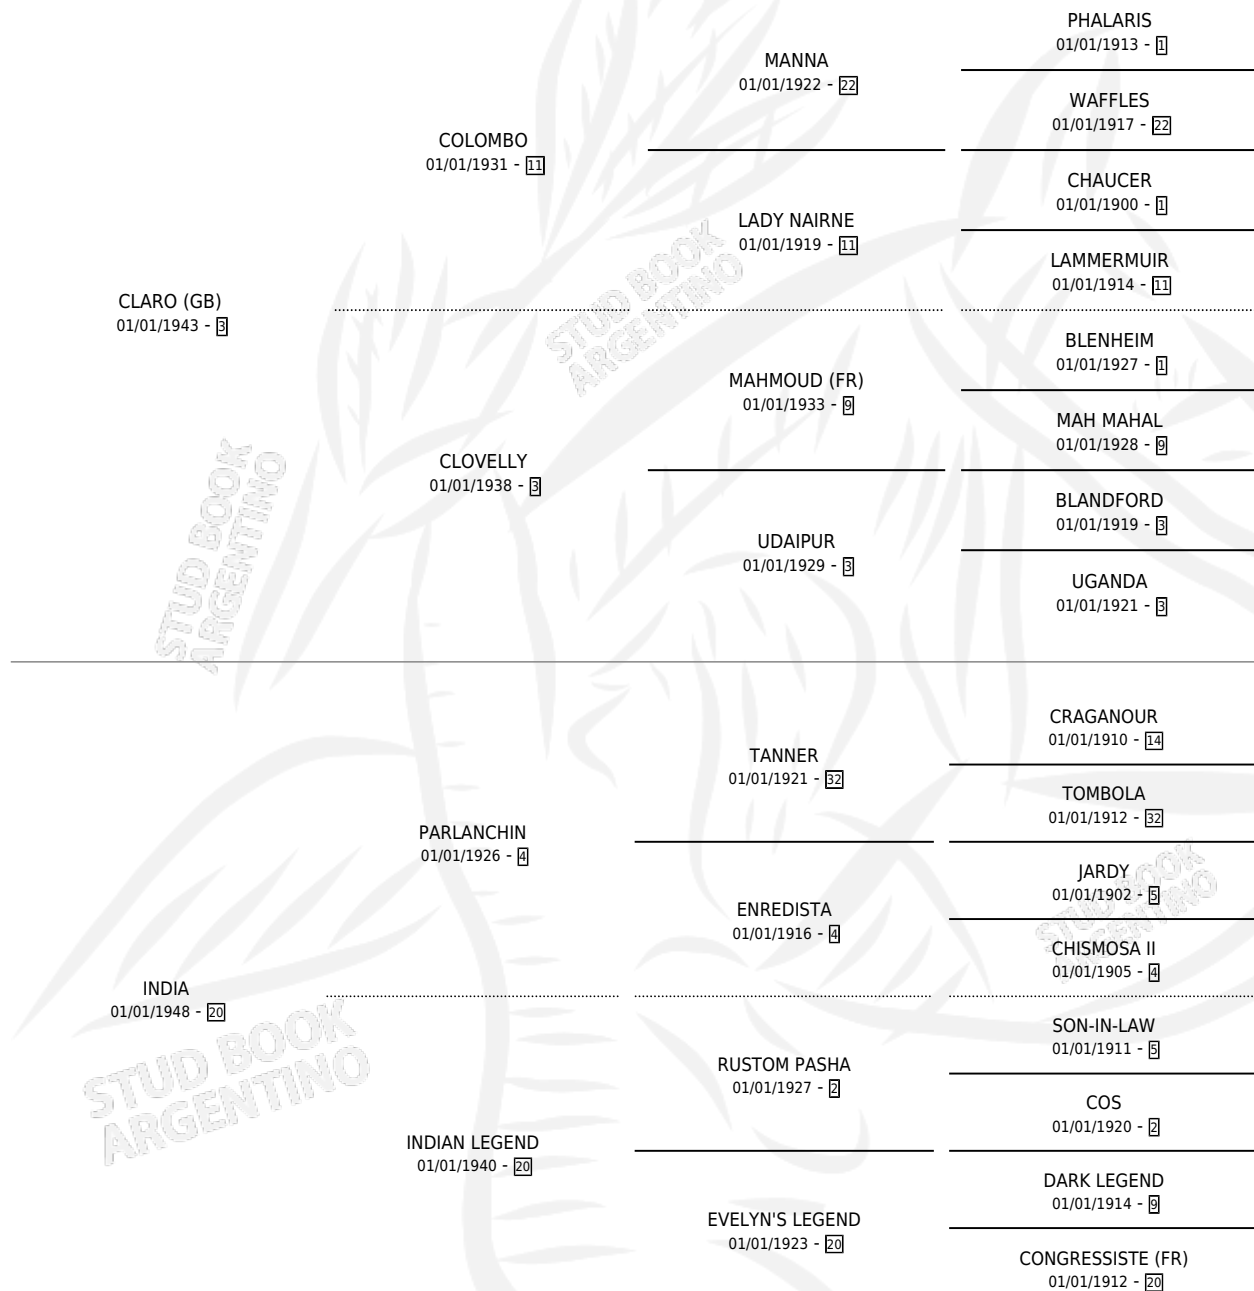 PHALARIS
01/01/1913 - 1
MANNA
01/01/1922 - 22
WAFFLES
01/01/1917 - 22
COLOMBO
01/01/1931 - 11
CHAUCER
01/01/1900 - 1
LADY NAIRNE
01/01/1919 - 11
LAMMERMUIR
01/01/1914 - 11
CLARO (GB)
01/01/1943 - 3
BLENHEIM
01/01/1927 - 1
MAHMOUD (FR)
01/01/1933 - 9
MAH MAHAL
01/01/1928 - 9
CLOVELLY
01/01/1938 - 3
BLANDFORD
01/01/1919 - 3
UDAIPUR
01/01/1929 - 3
UGANDA
01/01/1921 - 3
STUD BOOK
ARGENTINO
STUD BOOK
ARGENTINO
CRAGANOUR
01/01/1910 - 14
TANNER
01/01/1921 - 32
TOMBOLA
01/01/1912 - 32
PARLANCHIN
01/01/1926 - 4
JARDY
01/01/1902 - 5
ENREDISTA
01/01/1916 - 4
CHISMOSA II
01/01/1905 - 4
STUD BOOK
ARGENTINO
INDIA
01/01/1948 - 20
SON-IN-LAW
01/01/1911 - 5
RUSTOM PASHA
01/01/1927 - 2
COS
01/01/1920 - 2
STUD BOOK
ARGENTINO
INDIAN LEGEND
01/01/1940 - 20
DARK LEGEND
01/01/1914 - 9
EVELYN'S LEGEND
01/01/1923 - 20
CONGRESSISTE (FR)
01/01/1912 - 20